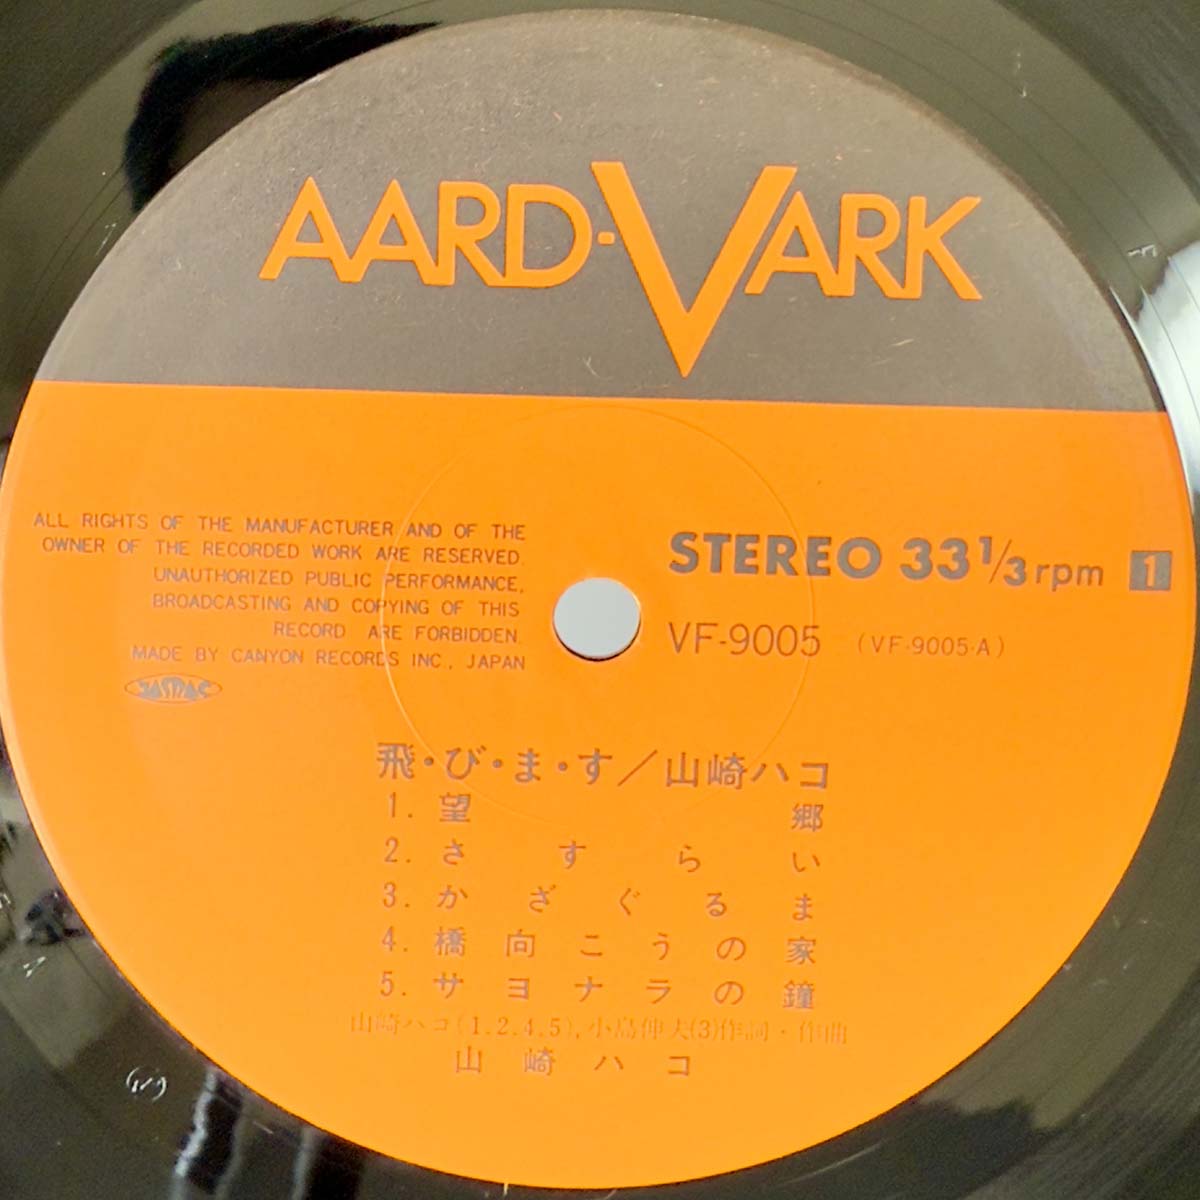 AARD·VARK
ALL RIGHTS OF THE MANUFACTURER AND OF THE
OWNER OF THE RECORDED WORK ARE RESERVED.
UNAUTHORIZED PUBLIC PERFORMANCE,
BROADCASTING AND COPYING OF THIS
RECORD ARE FORBIDDEN.
MADE BY CANYON RECORDS INC., JAPAN
JASRAC
STEREO 33 1/3 rpm 1
VF-9005 (VF-9005-A)
飛・び・ま・す／山崎ハコ
1. 望郷
2. さすらい
3. かざぐるま
4. 橋向こうの家
5. サヨナラの鐘
山崎ハコ(1.2.4.5), 小島伸夫(3)作詞・作曲
山崎ハコ